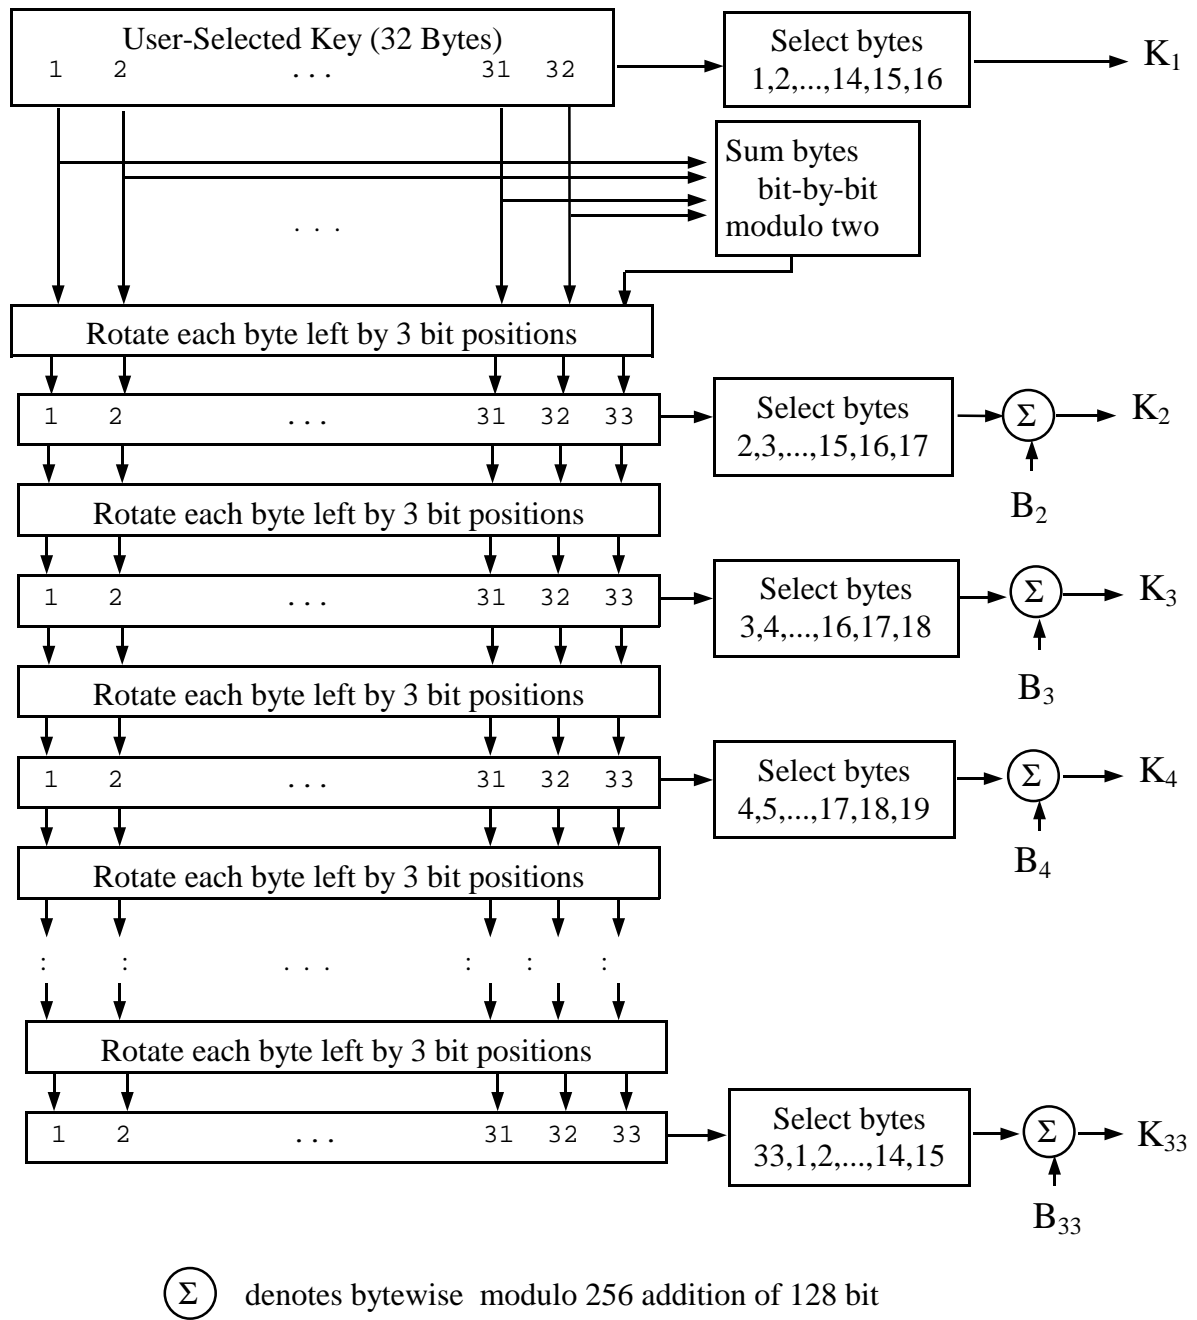 User-Selected Key (32 Bytes)
1 2 ... 31 32
Select bytes
1,2,...,14,15,16
K1
Sum bytes
bit-by-bit
modulo two
. . .
Rotate each byte left by 3 bit positions
1 2 ... 31 32 33
Select bytes
2,3,...,15,16,17
Σ
K2
B2
Rotate each byte left by 3 bit positions
1 2 ... 31 32 33
Select bytes
3,4,...,16,17,18
Σ
K3
B3
Rotate each byte left by 3 bit positions
1 2 ... 31 32 33
Select bytes
4,5,...,17,18,19
Σ
K4
B4
Rotate each byte left by 3 bit positions
: : . . . : : :
Rotate each byte left by 3 bit positions
1 2 ... 31 32 33
Select bytes
33,1,2,...,14,15
Σ
K33
B33
Σ denotes bytewise modulo 256 addition of 128 bit